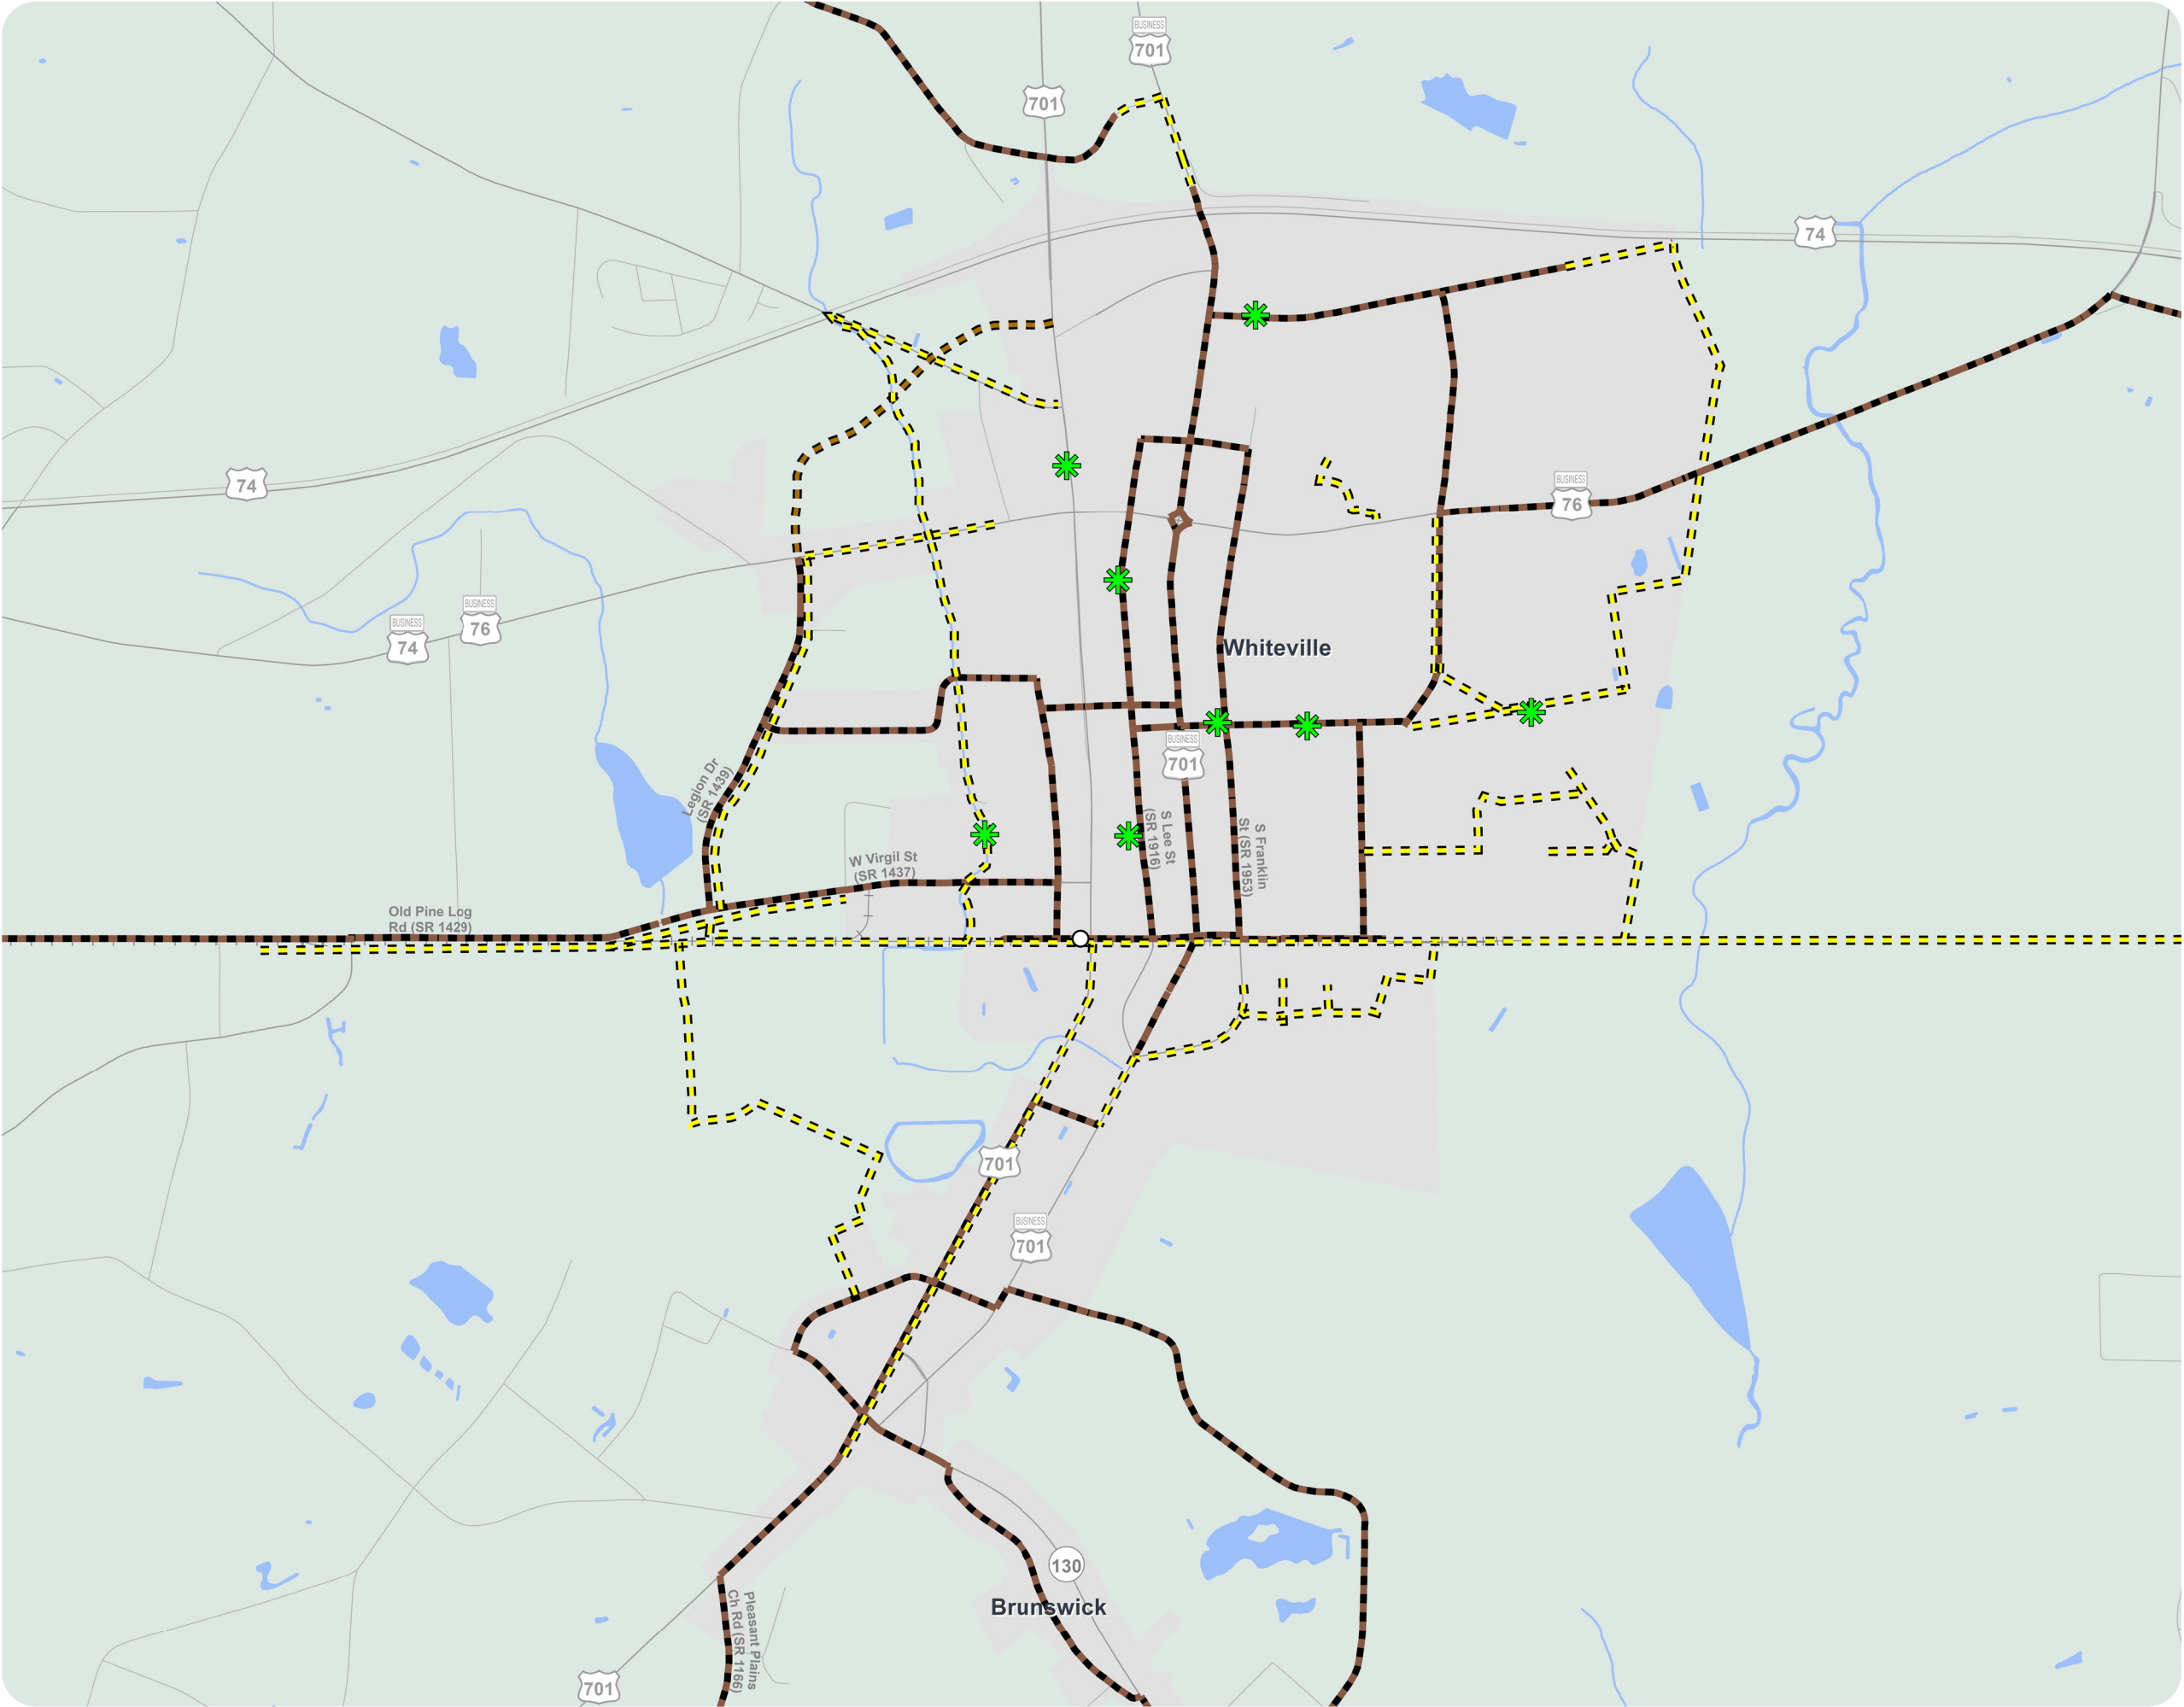 BUSINESS
701
701
74
74
BUSINESS
76
BUSINESS
76
BUSINESS
74
Whiteville
BUSINESS
701
Legion Dr
(SR 1439)
S Lee St
(SR 1916)
S Franklin
St (SR 1953)
W Virgil St
(SR 1437)
Old Pine Log
Rd (SR 1429)
701
BUSINESS
701
130
Brunswick
Pleasant Plains
Ch Rd (SR 1166)
701